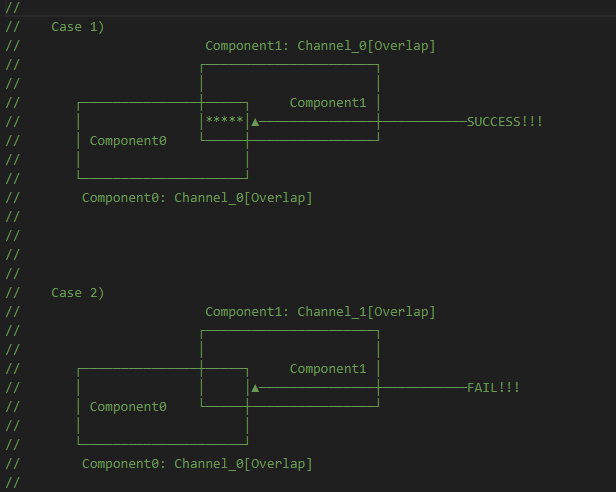 //
// Case 1)
// Component1: Channel_0[Overlap]
// ┌──────────────────────┐
// │ │
// ┌───────────────┼─────┐ Component1 │
// │ │*****│▲───────────────┼───────────SUCCESS!!!
// │ Component0 └─────┼────────────────┘
// │ │
// └─────────────────────┘
// Component0: Channel_0[Overlap]
//
//
//
//
// Case 2)
// Component1: Channel_1[Overlap]
// ┌──────────────────────┐
// │ │
// ┌───────────────┼─────┐ Component1 │
// │ │ │▲───────────────┼───────────FAIL!!!
// │ Component0 └─────┼────────────────┘
// │ │
// └─────────────────────┘
// Component0: Channel_0[Overlap]
//